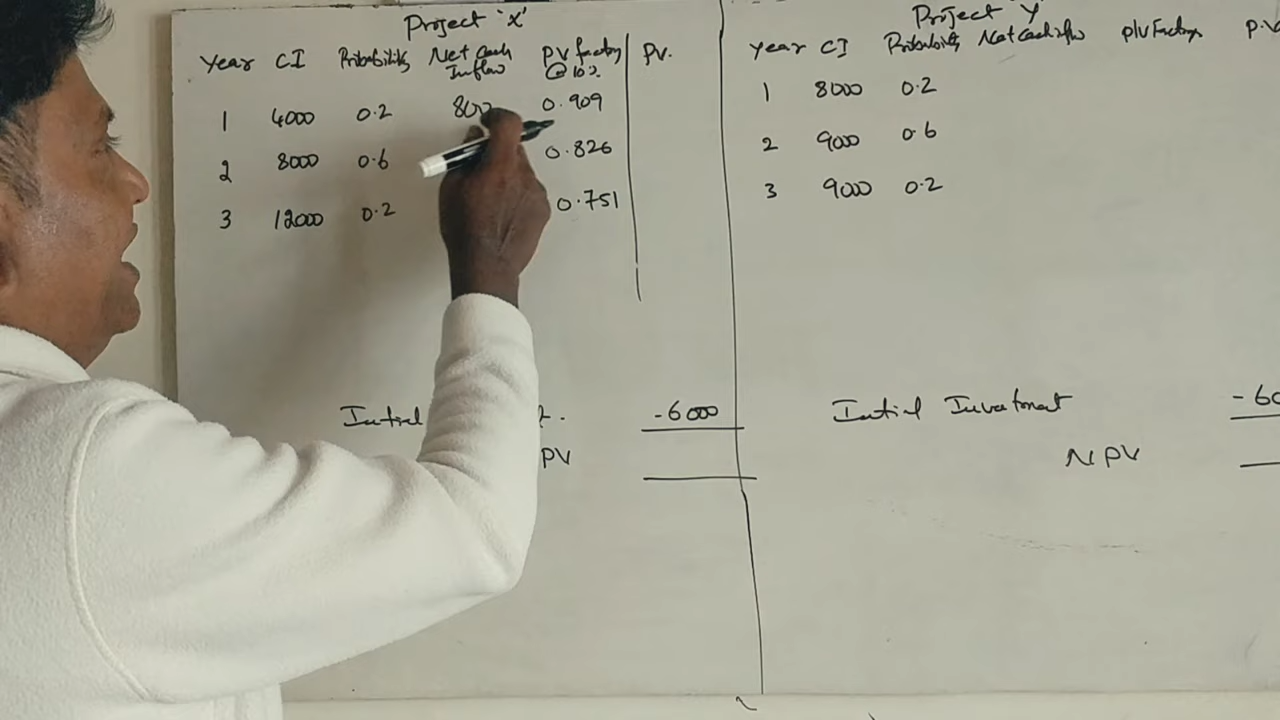 Project 'X'
Year CI Probability Net Cash Inflow PV factor @ 10% PV.
1 4000 0.2 800 0.909
2 8000 0.6 0.826
3 12000 0.2 0.751
-6000
PV
Project Y
Year CI Probability Net Cash Inflow P.V
1 8000 0.2
2 9000 0.6
3 9000 0.2
Initial Investment -60
NPV